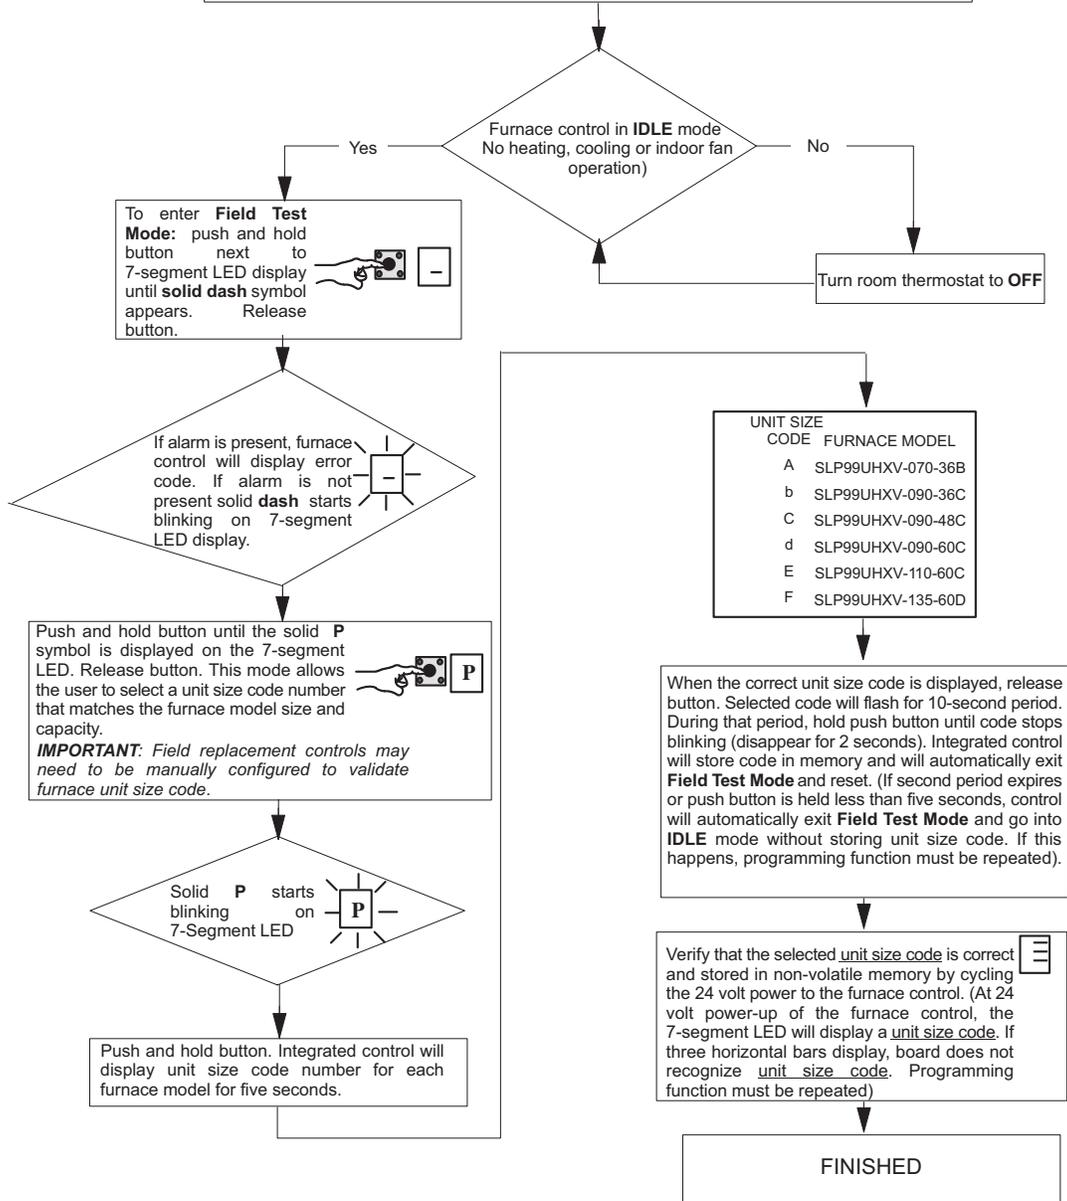 Furnace control in IDLE mode
No heating, cooling or indoor fan
operation)
Yes
No
To enter Field Test
Mode: push and hold
button next to
7-segment LED display
until solid dash symbol
appears. Release
button.
–
Turn room thermostat to OFF
If alarm is present, furnace
control will display error
code. If alarm is not
present solid dash starts
blinking on 7-segment
LED display.
–
Push and hold button until the solid P
symbol is displayed on the 7-segment
LED. Release button. This mode allows
the user to select a unit size code number
that matches the furnace model size and
capacity.
IMPORTANT: Field replacement controls may
need to be manually configured to validate
furnace unit size code.
P
Solid P starts
blinking on
7-Segment LED
P
Push and hold button. Integrated control will
display unit size code number for each
furnace model for five seconds.
UNIT SIZE
CODE FURNACE MODEL
A SLP99UHXV-070-36B
b SLP99UHXV-090-36C
C SLP99UHXV-090-48C
d SLP99UHXV-090-60C
E SLP99UHXV-110-60C
F SLP99UHXV-135-60D
When the correct unit size code is displayed, release
button. Selected code will flash for 10-second period.
During that period, hold push button until code stops
blinking (disappear for 2 seconds). Integrated control
will store code in memory and will automatically exit
Field Test Mode and reset. (If second period expires
or push button is held less than five seconds, control
will automatically exit Field Test Mode and go into
IDLE mode without storing unit size code. If this
happens, programming function must be repeated).
Verify that the selected unit size code is correct
and stored in non-volatile memory by cycling
the 24 volt power to the furnace control. (At 24
volt power-up of the furnace control, the
7-segment LED will display a unit size code. If
three horizontal bars display, board does not
recognize unit size code. Programming
function must be repeated)
FINISHED